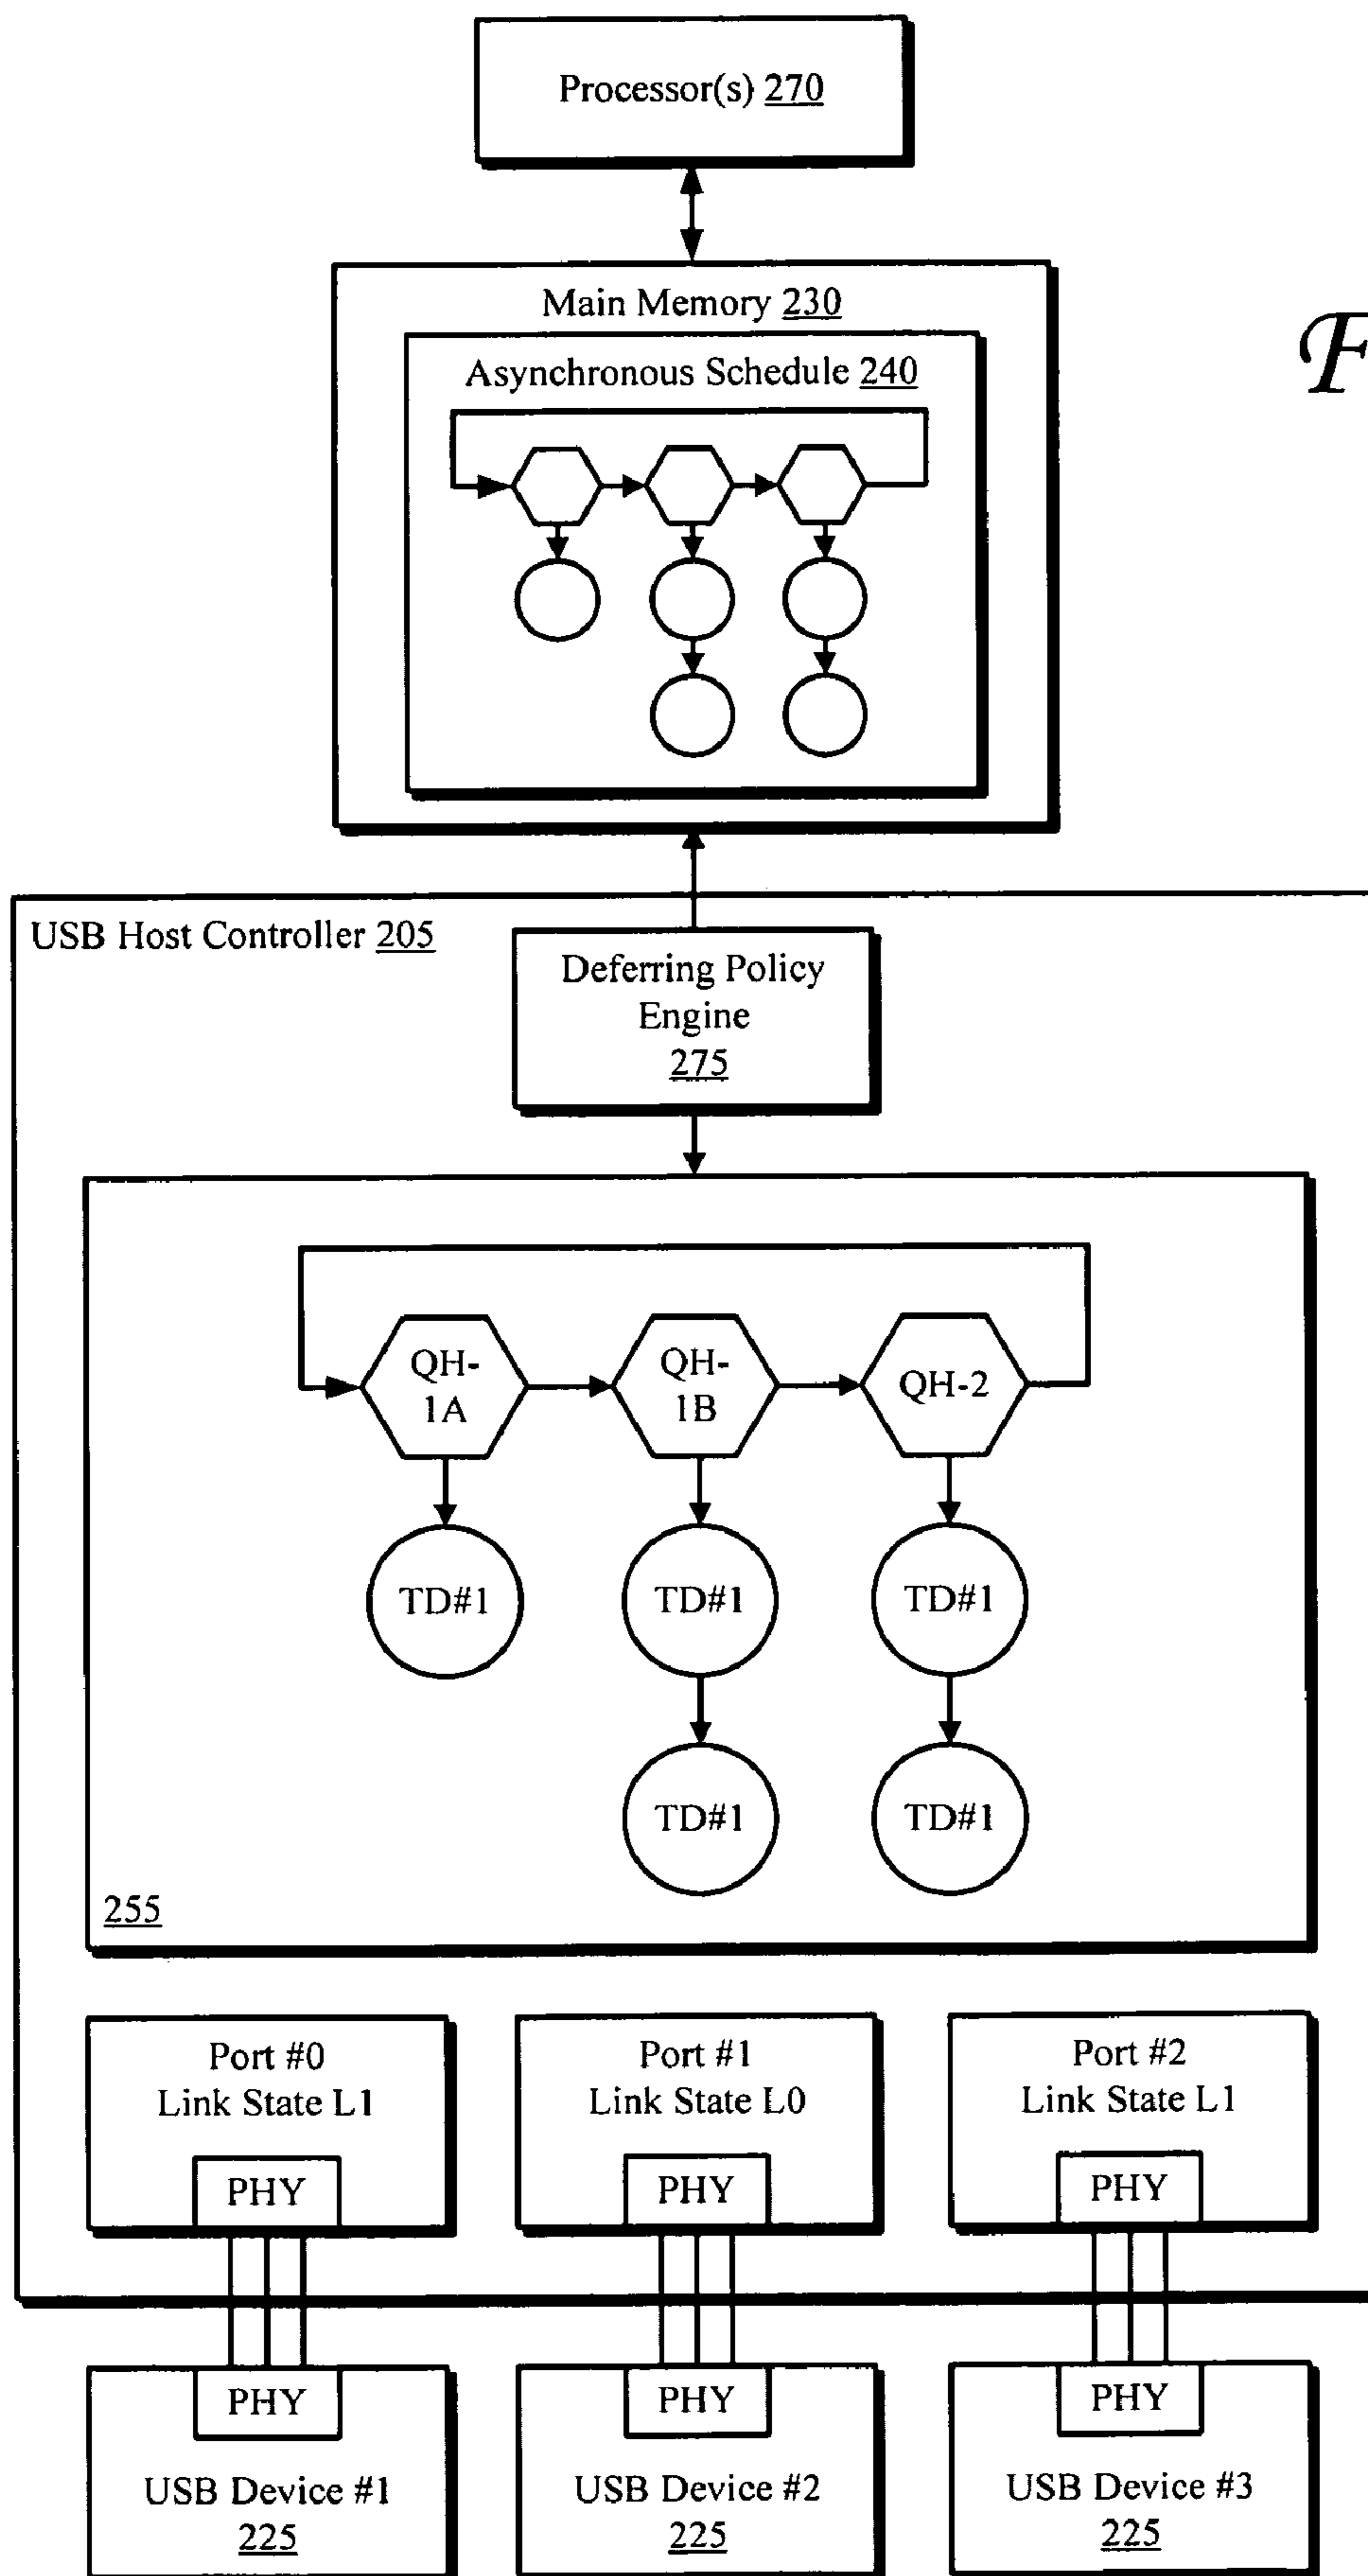 Processor(s) 270
Main Memory 230
F
Asynchronous Schedule 240
USB Host Controller 205
Deferring Policy
Engine
275
QH-
1A
QH-
1B
QH-2
TD#1
TD#1
TD#1
TD#1
TD#1
255
Port #0
Link State L1
PHY
Port #1
Link State L0
PHY
Port #2
Link State L1
PHY
PHY
USB Device #1
225
PHY
USB Device #2
225
PHY
USB Device #3
225